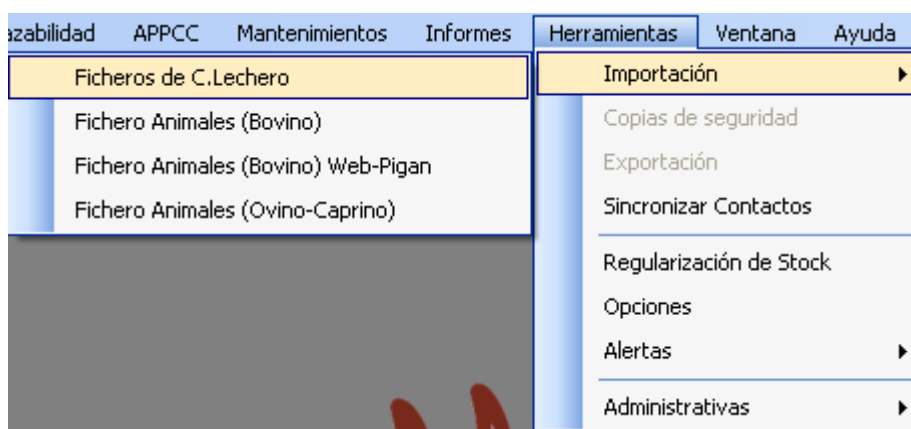 azabilidad APPCC Mantenimientos Informes Herramientas Ventana Ayuda
Ficheros de C.Lechero
Fichero Animales (Bovino)
Fichero Animales (Bovino) Web-Pigan
Fichero Animales (Ovino-Caprino)
Importación
Copias de seguridad
Exportación
Sincronizar Contactos
Regularización de Stock
Opciones
Alertas
Administrativas